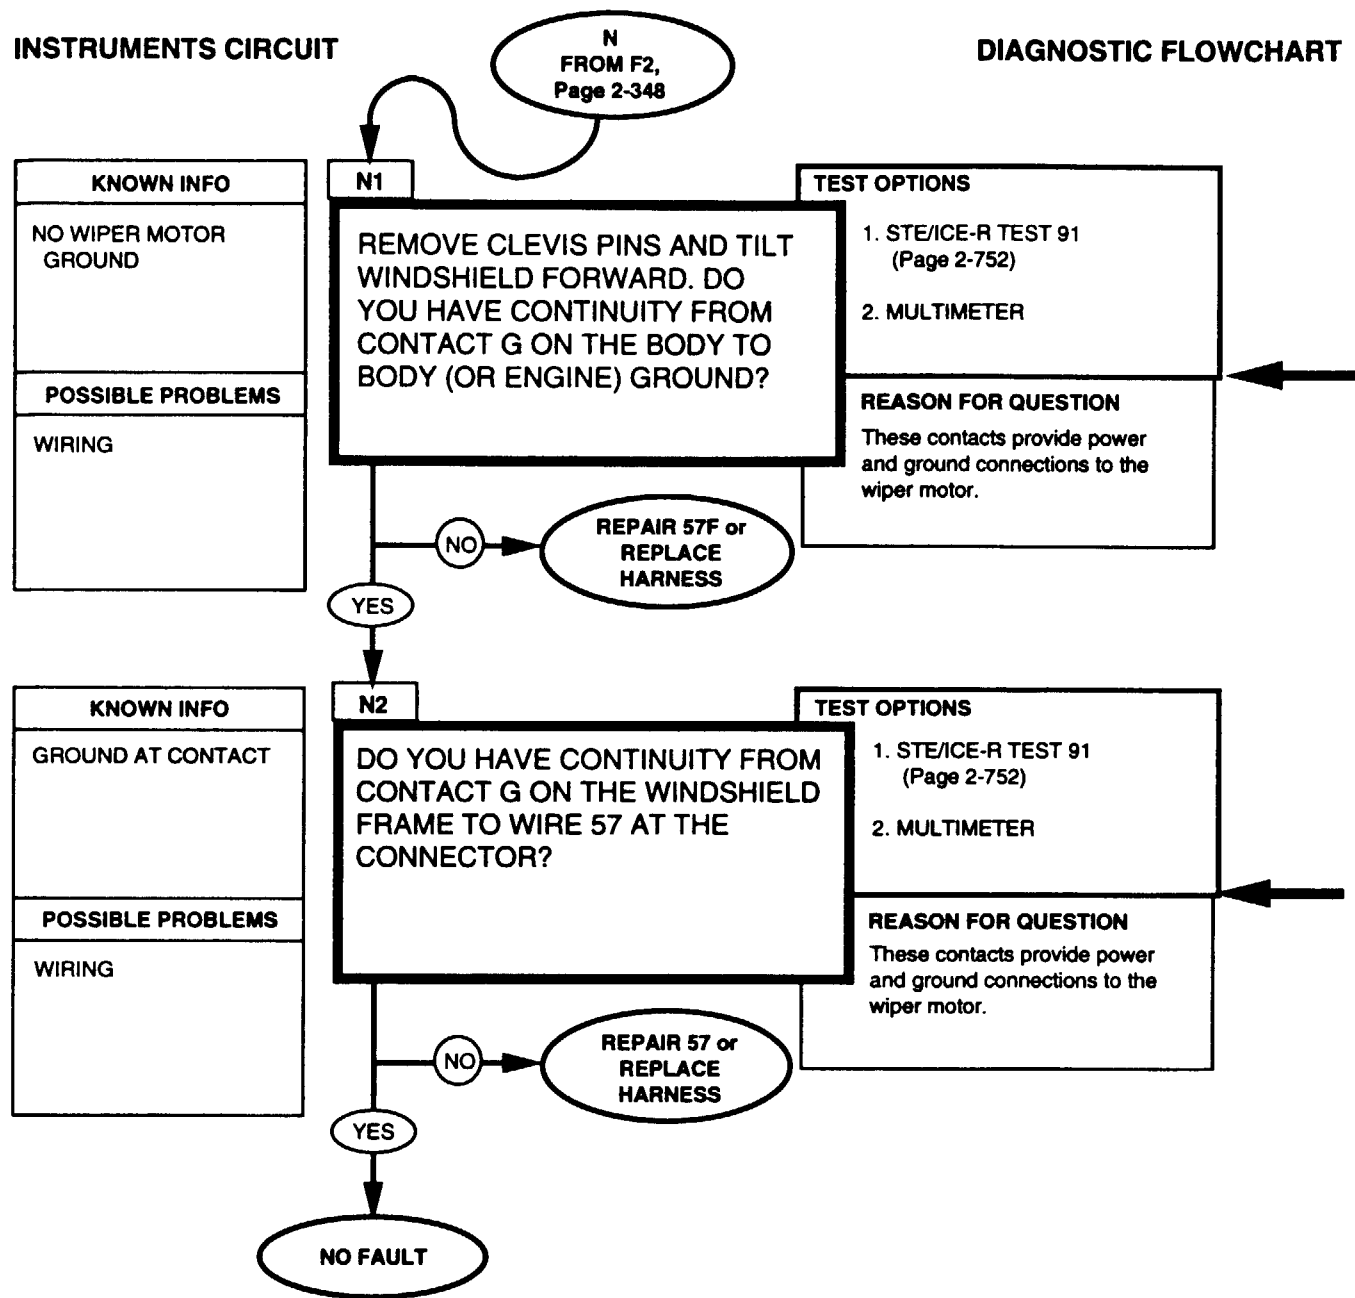 INSTRUMENTS CIRCUIT
N
FROM F2,
Page 2-348
DIAGNOSTIC FLOWCHART
KNOWN INFO
NO WIPER MOTOR
GROUND
POSSIBLE PROBLEMS
WIRING
N1
REMOVE CLEVIS PINS AND TILT
WINDSHIELD FORWARD. DO
YOU HAVE CONTINUITY FROM
CONTACT G ON THE BODY TO
BODY (OR ENGINE) GROUND?
TEST OPTIONS
1. STE/ICE-R TEST 91
(Page 2-752)
2. MULTIMETER
REASON FOR QUESTION
These contacts provide power
and ground connections to the
wiper motor.
NO
REPAIR 57F or
REPLACE
HARNESS
YES
KNOWN INFO
GROUND AT CONTACT
POSSIBLE PROBLEMS
WIRING
N2
DO YOU HAVE CONTINUITY FROM
CONTACT G ON THE WINDSHIELD
FRAME TO WIRE 57 AT THE
CONNECTOR?
TEST OPTIONS
1. STE/ICE-R TEST 91
(Page 2-752)
2. MULTIMETER
REASON FOR QUESTION
These contacts provide power
and ground connections to the
wiper motor.
NO
REPAIR 57 or
REPLACE
HARNESS
YES
NO FAULT